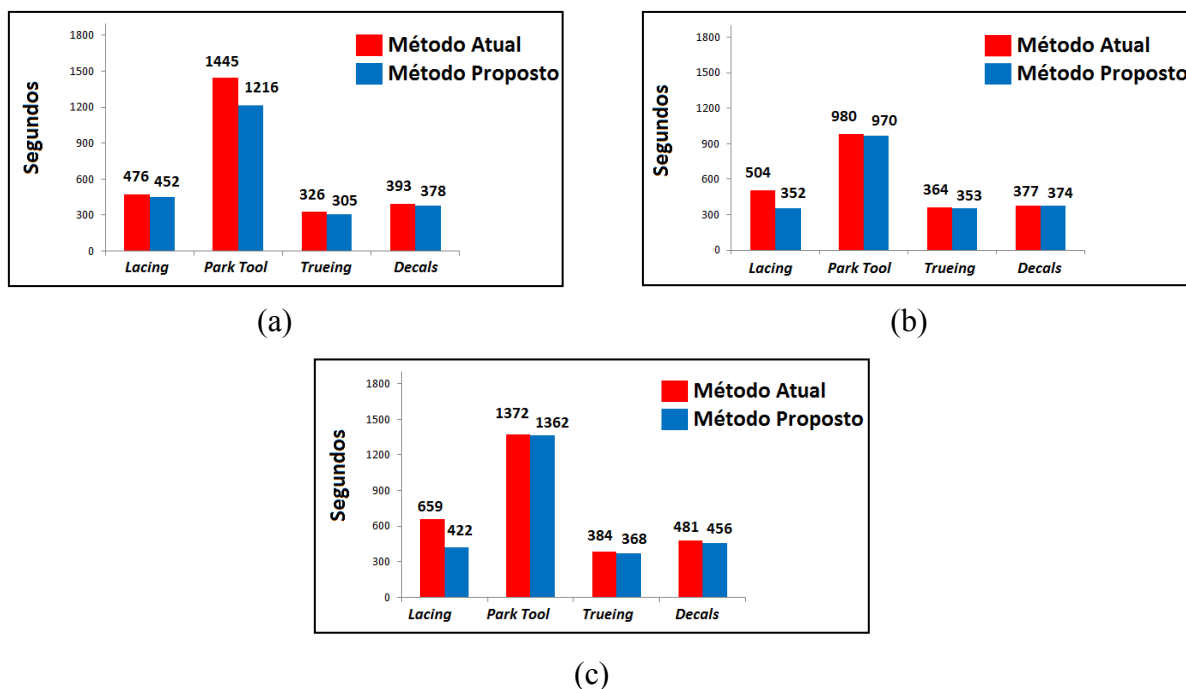 1800
1500
1200
900
600
300
0
Segundos
Método Atual
Método Proposto
1445
1216
476
452
326
305
393
378
Lacing
Park Tool
Trueing
Decals
(a)
1800
1500
1200
900
600
300
0
Segundos
Método Atual
Método Proposto
980
970
504
352
364
353
377
374
Lacing
Park Tool
Trueing
Decals
(b)
1800
1500
1200
900
600
300
0
Segundos
Método Atual
Método Proposto
1372
1362
659
422
384
368
481
456
Lacing
Park Tool
Trueing
Decals
(c)